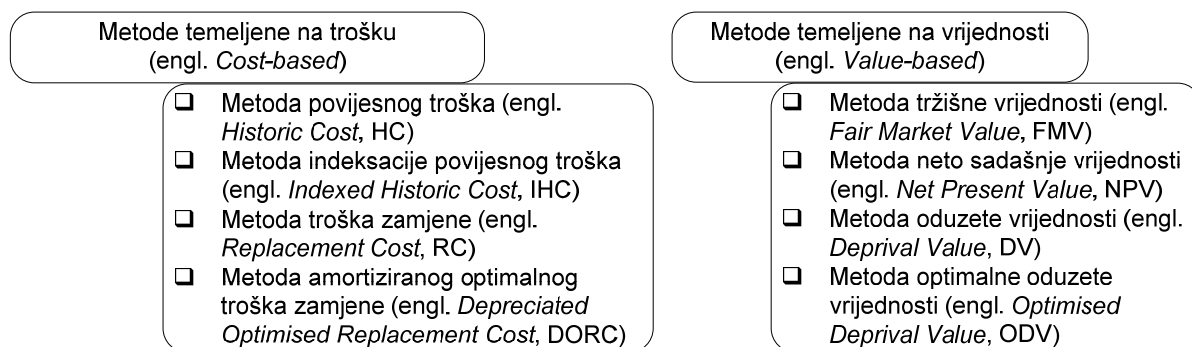 Metode temeljene na trošku
(engl. Cost-based)
❑ Metoda povijesnog troška (engl.
Historic Cost, HC)
❑ Metoda indeksacije povijesnog troška
(engl. Indexed Historic Cost, IHC)
❑ Metoda troška zamjene (engl.
Replacement Cost, RC)
❑ Metoda amortiziranog optimalnog
troška zamjene (engl. Depreciated
Optimised Replacement Cost, DORC)
Metode temeljene na vrijednosti
(engl. Value-based)
❑ Metoda tržišne vrijednosti (engl.
Fair Market Value, FMV)
❑ Metoda neto sadašnje vrijednosti
(engl. Net Present Value, NPV)
❑ Metoda oduzete vrijednosti (engl.
Deprival Value, DV)
❑ Metoda optimalne oduzete
vrijednosti (engl. Optimised
Deprival Value, ODV)